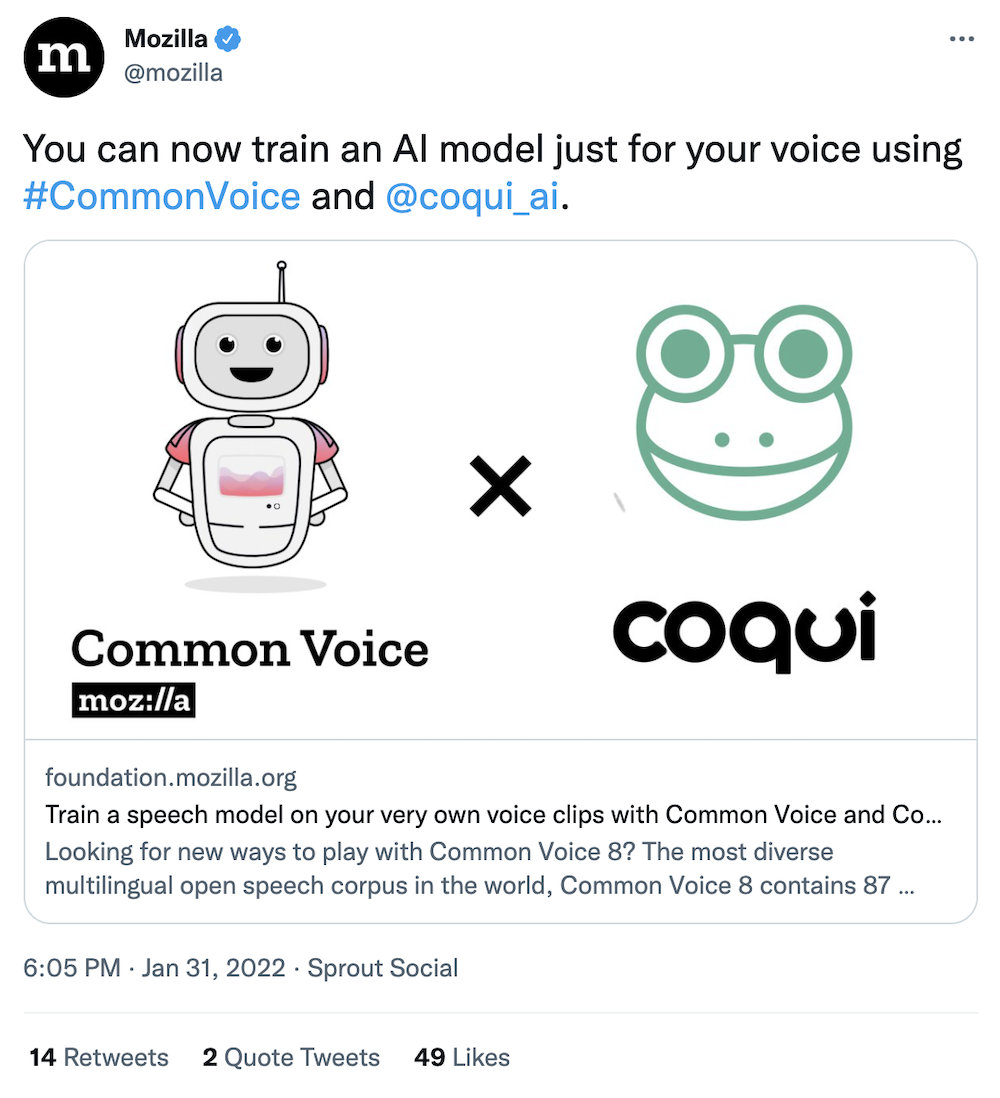 m
Mozilla
@mozilla
You can now train an AI model just for your voice using
#CommonVoice and @coqui_ai.
Common Voice
moz://a
coqui
foundation.mozilla.org
Train a speech model on your very own voice clips with Common Voice and Co...
Looking for new ways to play with Common Voice 8? The most diverse
multilingual open speech corpus in the world, Common Voice 8 contains 87 ...
6:05 PM · Jan 31, 2022 · Sprout Social
14 Retweets 2 Quote Tweets 49 Likes